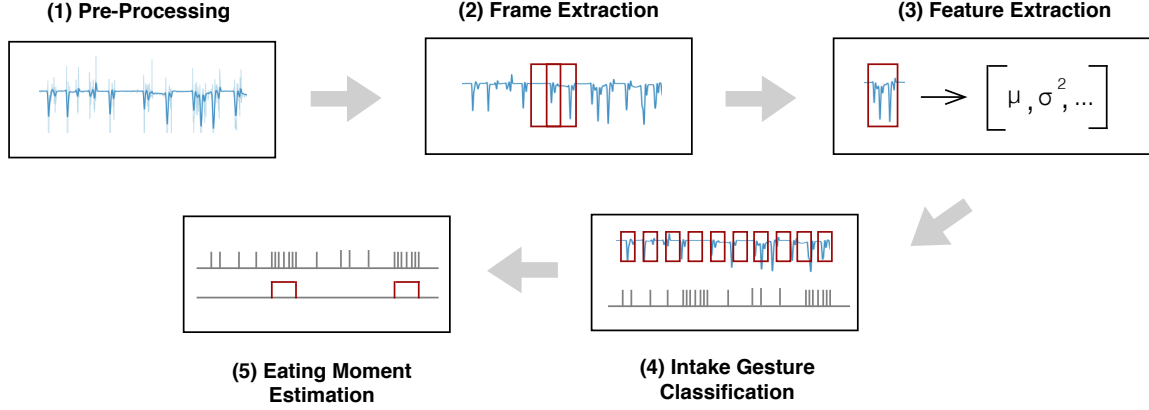 (1) Pre-Processing
(2) Frame Extraction
(3) Feature Extraction
[μ, σ², ...]
(5) Eating Moment
Estimation
(4) Intake Gesture
Classification